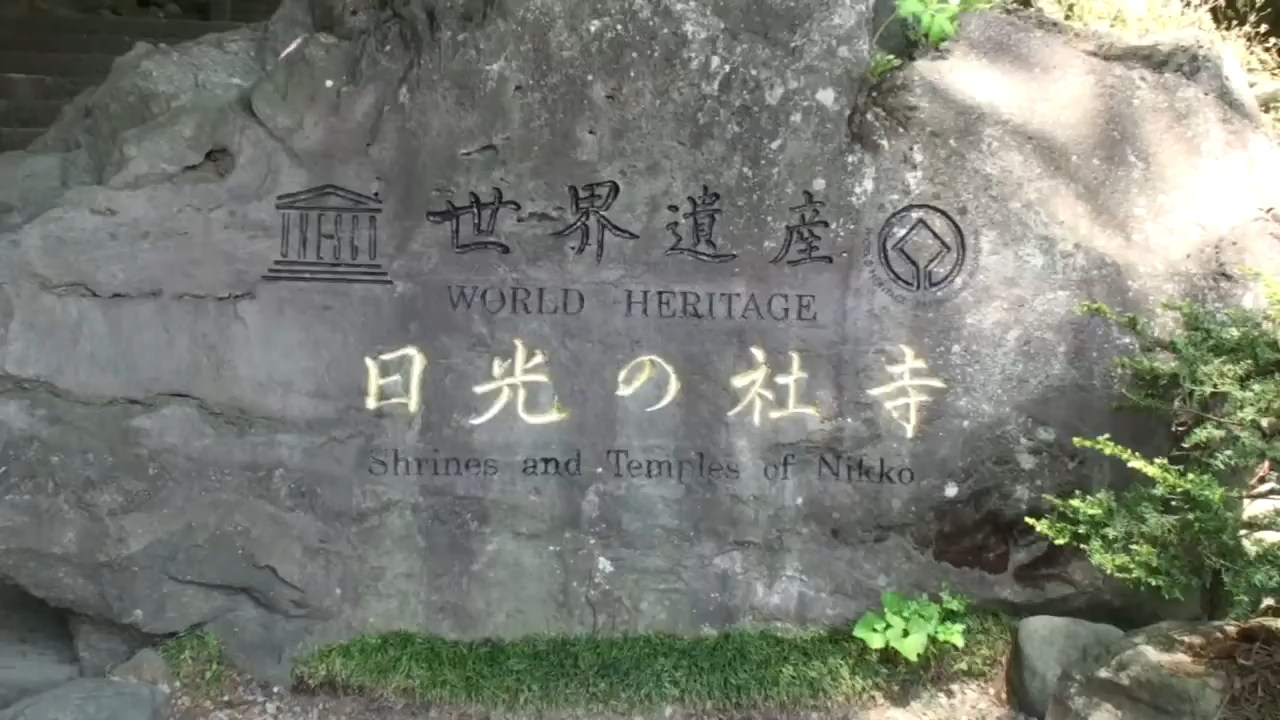 UNESCO 世界遺産
WORLD HERITAGE
日光の社寺
Shrines and Temples of Nikko